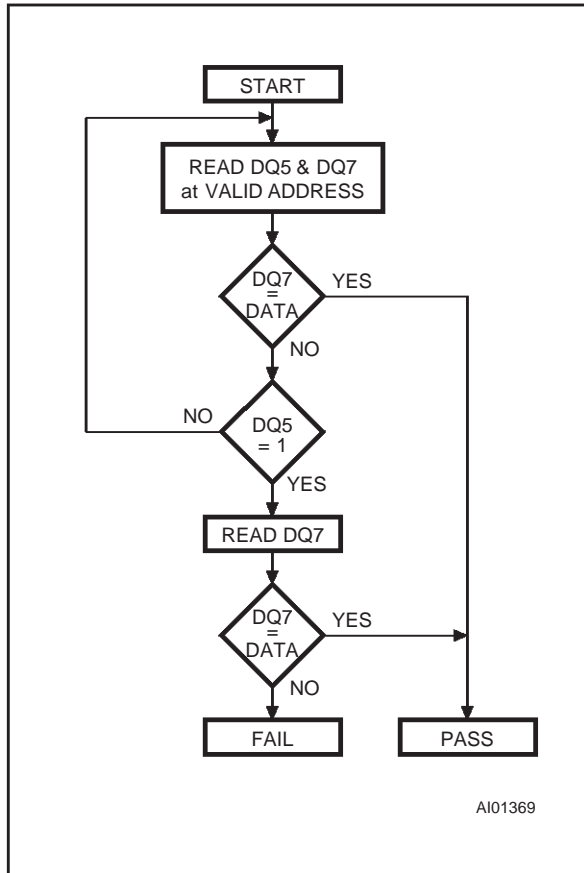 START
READ DQ5 & DQ7
at VALID ADDRESS
DQ7
=
DATA
YES
NO
DQ5
= 1
NO
YES
READ DQ7
DQ7
=
DATA
YES
NO
FAIL
PASS
AI01369